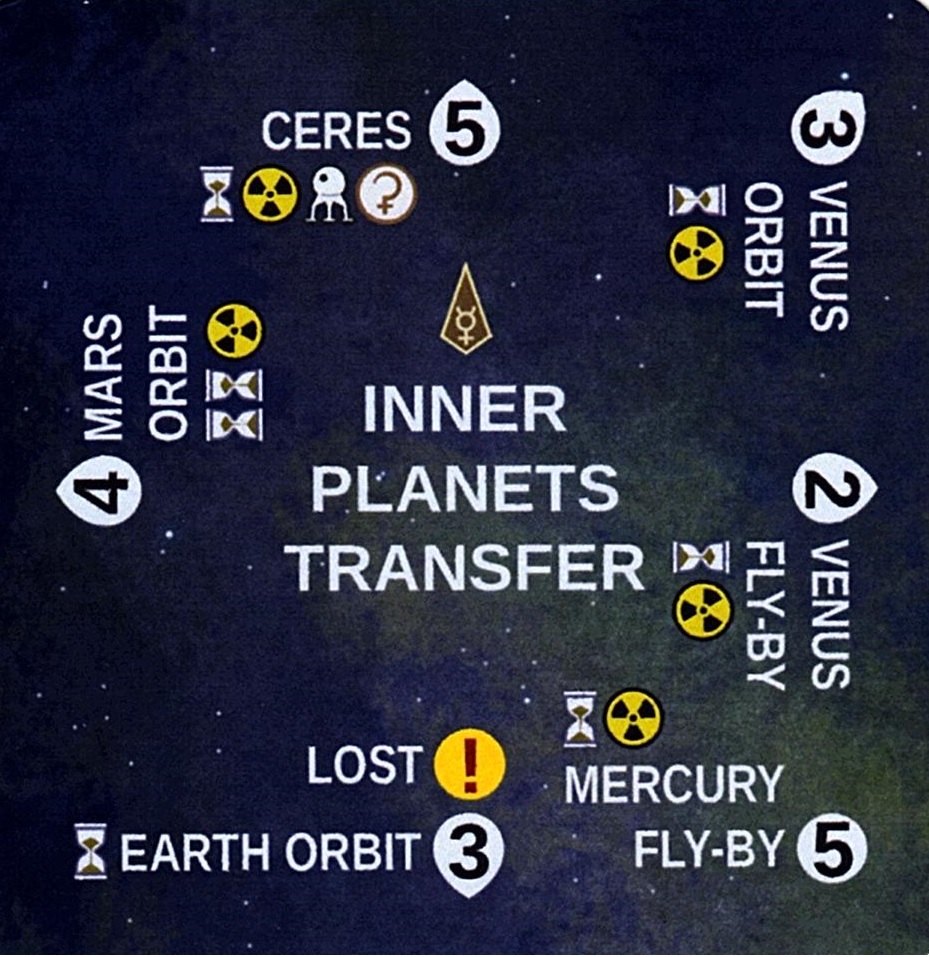 CERES 5
3
VENUS
ORBIT
MARS
ORBIT
4
INNER
PLANETS
TRANSFER
2
VENUS
FLY-BY
LOST !
MERCURY
FLY-BY 5
EARTH ORBIT 3